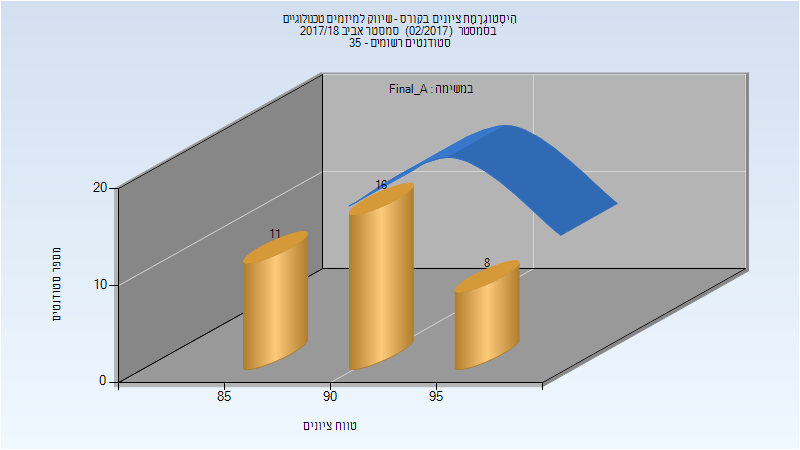 היסטוגרמת ציונים בקורס - שיווק למיזמים טכנולוגיים
בסמסטר (02/2017) סמסטר אביב 2017/18
סטודנטים רשומים - 35
במשימה : Final_A
16
11
8
20
10
0
מספר סטודנטים
85
90
95
טווח ציונים